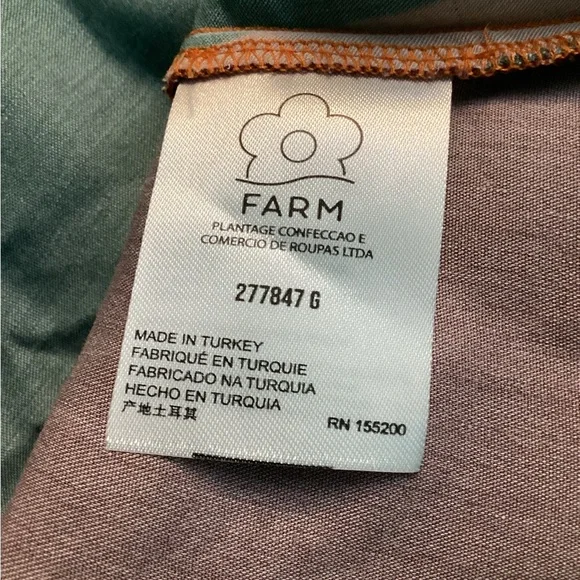 FARM
PLANTAGE CONFECCAO E
COMERCIO DE ROUPAS LTDA
277847 G
MADE IN TURKEY
FABRIQUÉ EN TURQUIE
FABRICADO NA TURQUIA
HECHO EN TURQUIA
产地土耳其
RN 155200